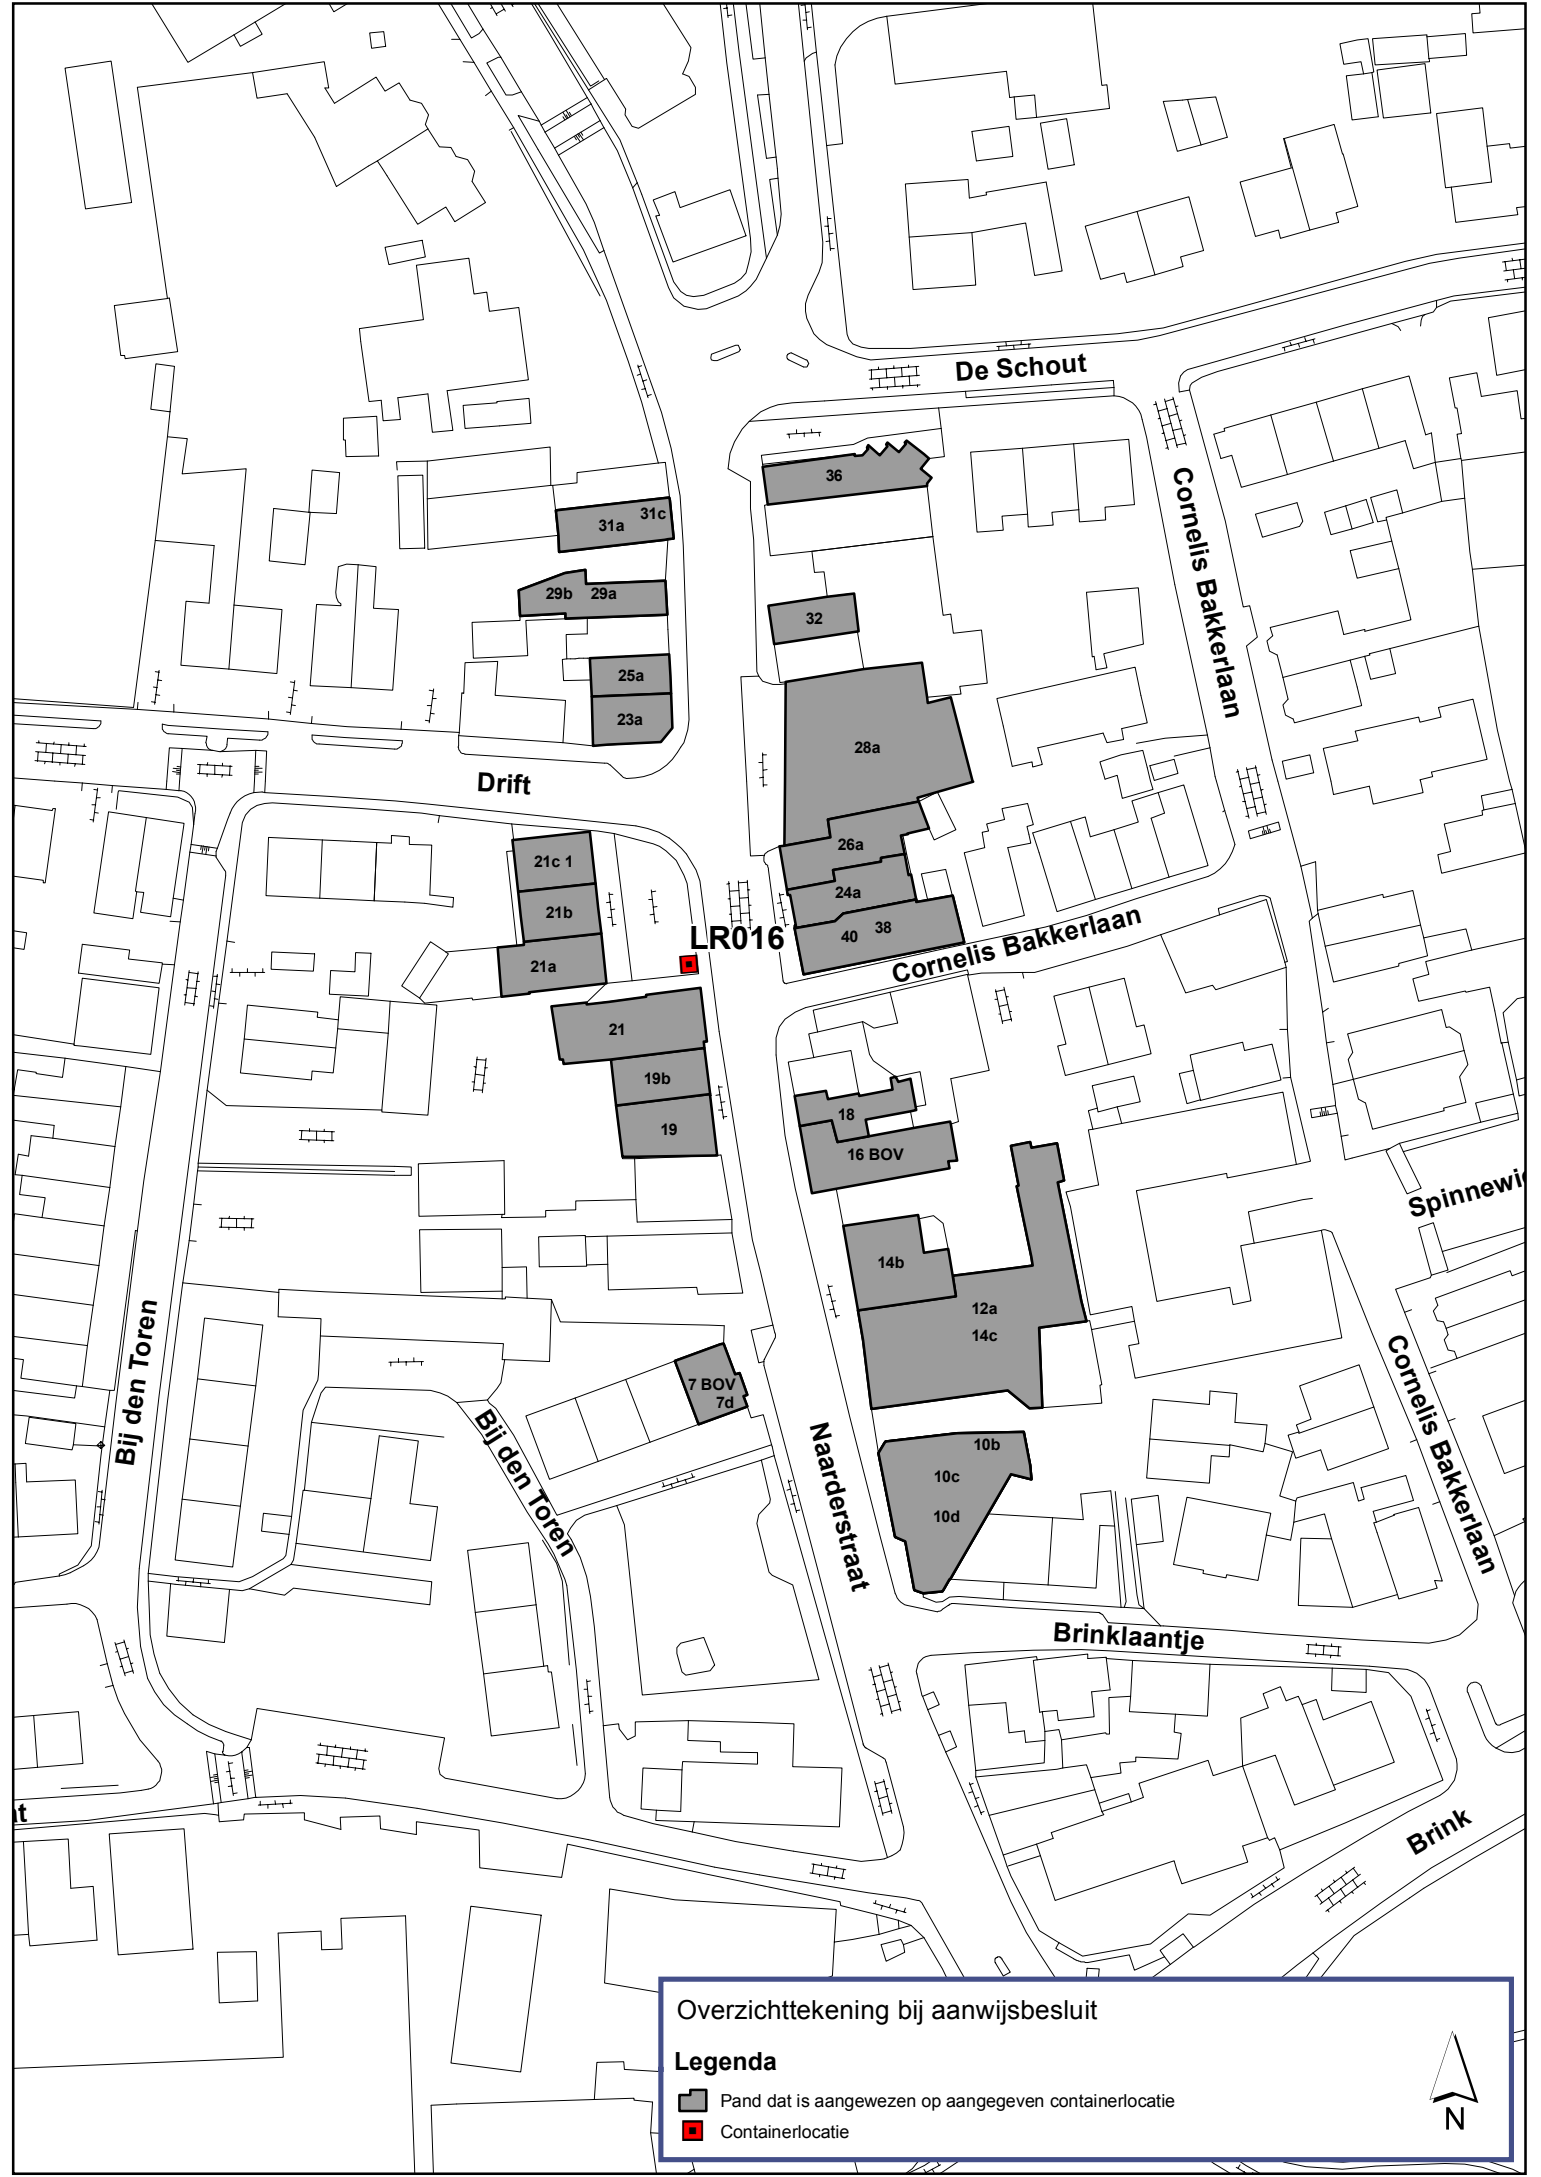 De Schout
36
31c
31a
Cornelis Bakkerlaan
29b 29a
32
25a
23a
28a
Drift
26a
21c 1
24a
21b
38
40
LR016
Cornelis Bakkerlaan
21a
21
19b
18
19
16 BOV
14b
12a
14c
Bij den Toren
7 BOV
7d
Bij den Toren
Naarderstraat
10b
10c
10d
Cornelis Bakkerlaan
Brinklaantje
Brink
Overzichttekening bij aanwijsbesluit
Legenda
Pand dat is aangewezen op aangegeven containerlocatie
Containerlocatie
N